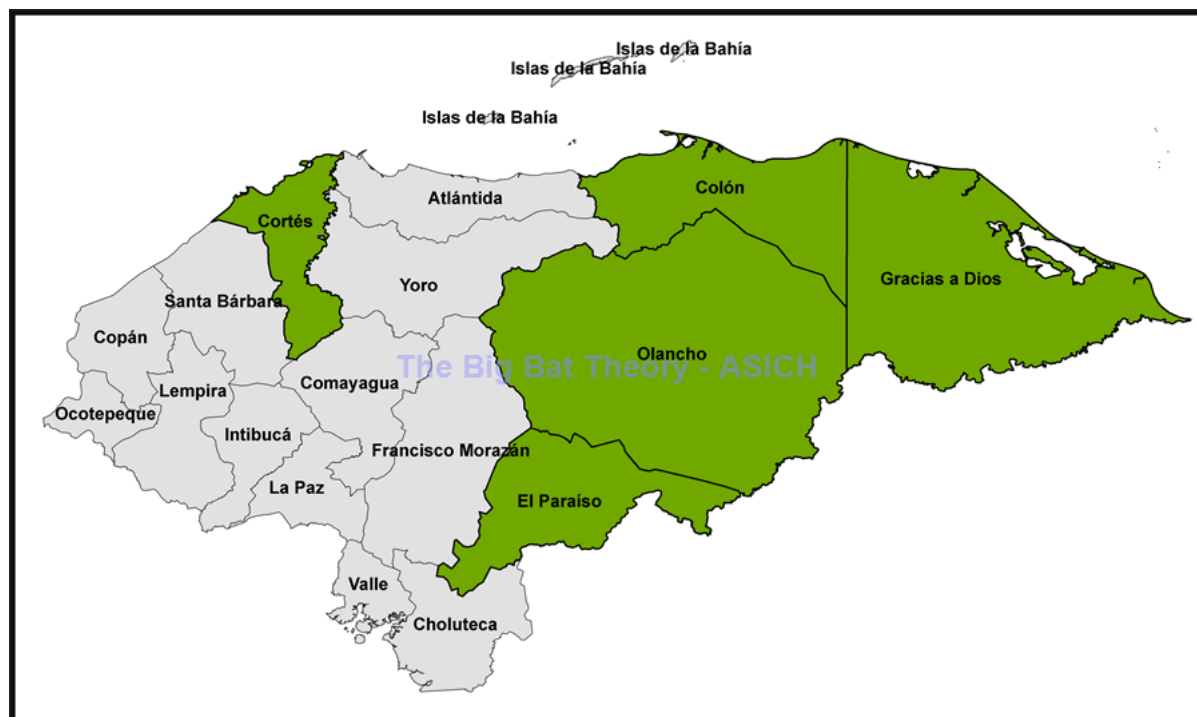 Islas de la Bahía
Islas de la Bahía
Islas de la Bahía
Atlántida
Colón
Cortés
Yoro
Gracias a Dios
Santa Bárbara
Copán
Olancho
The Big Bat Theory - ASICH
Comayagua
Lempira
Ocotepeque
Intibucá
Francisco Morazán
La Paz
El Paraíso
Valle
Choluteca